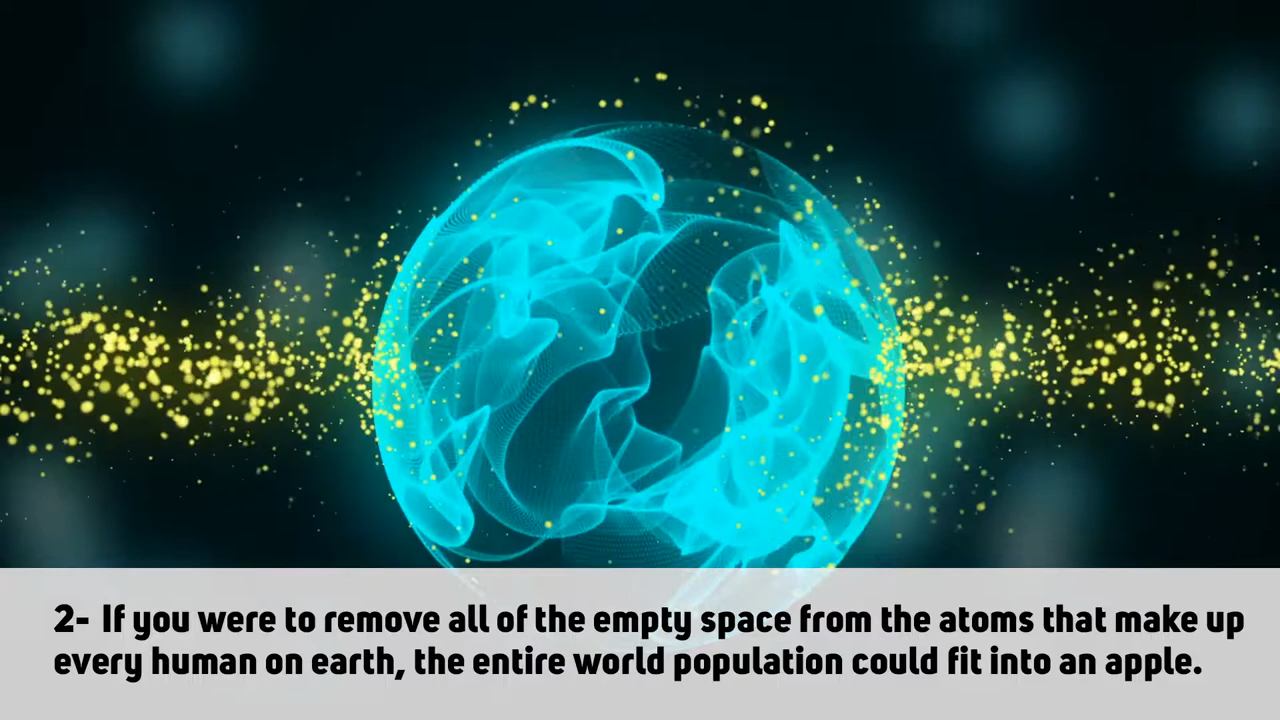 2- If you were to remove all of the empty space from the atoms that make up
every human on earth, the entire world population could fit into an apple.